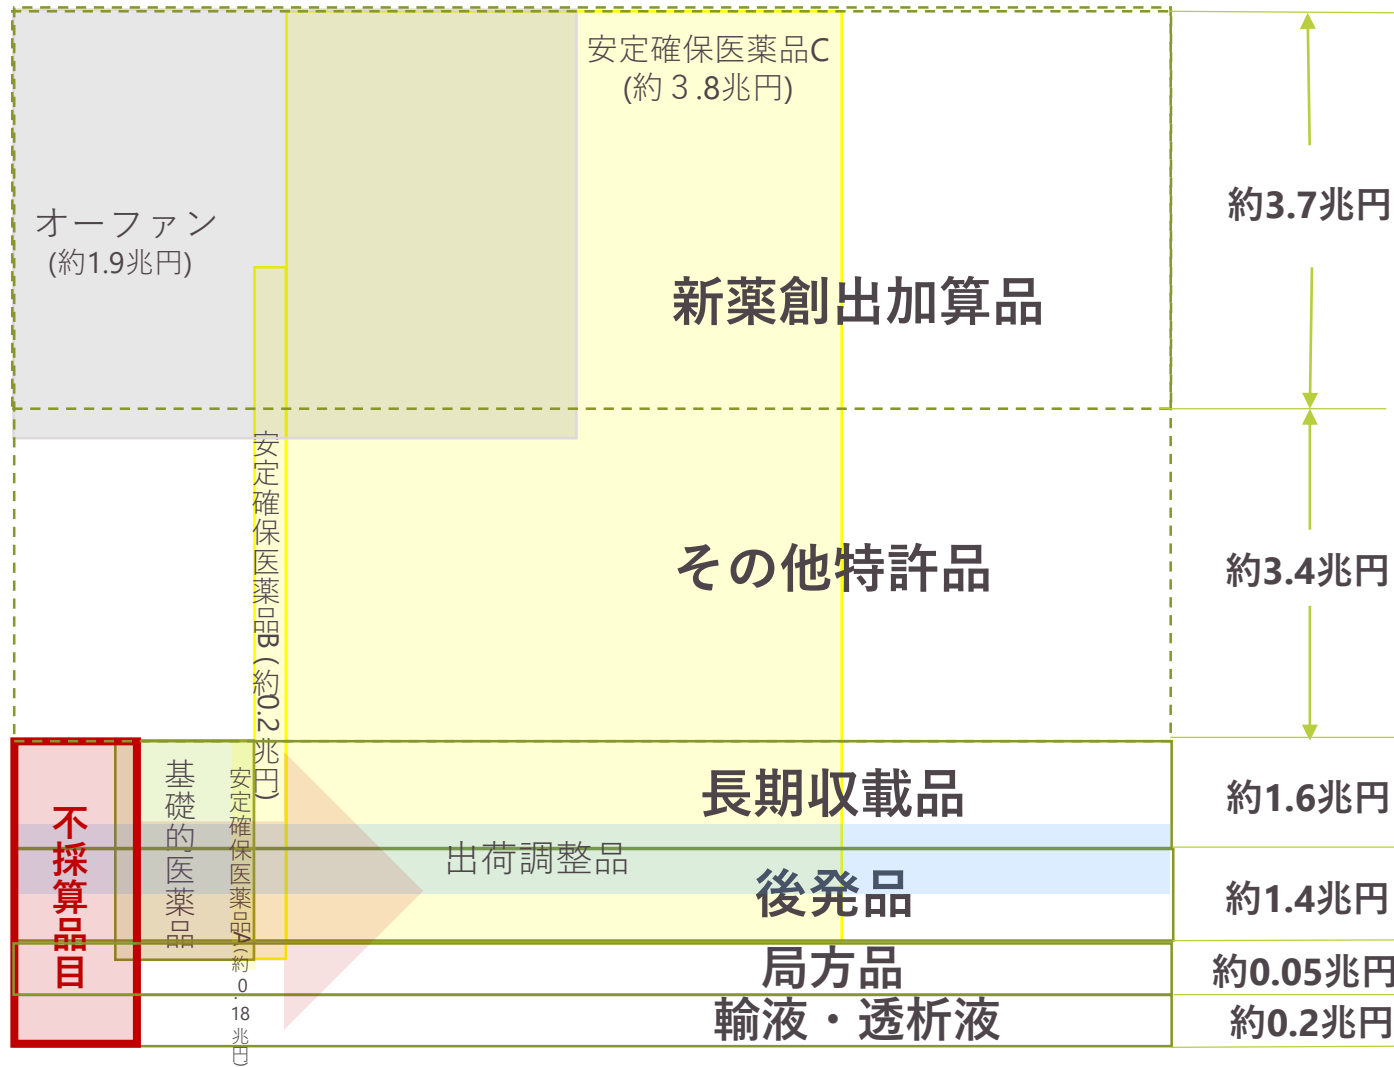 安定確保医薬品C
(約３.8兆円)
オーファン
(約1.9兆円)
約3.7兆円
新薬創出加算品
安定確保医薬品B(約0.2兆円)
その他特許品
約3.4兆円
不採算品目
基礎的医薬品
安定確保医薬品A(約0.18兆円)
長期収載品
約1.6兆円
出荷調整品
後発品
約1.4兆円
局方品
約0.05兆円
輸液・透析液
約0.2兆円